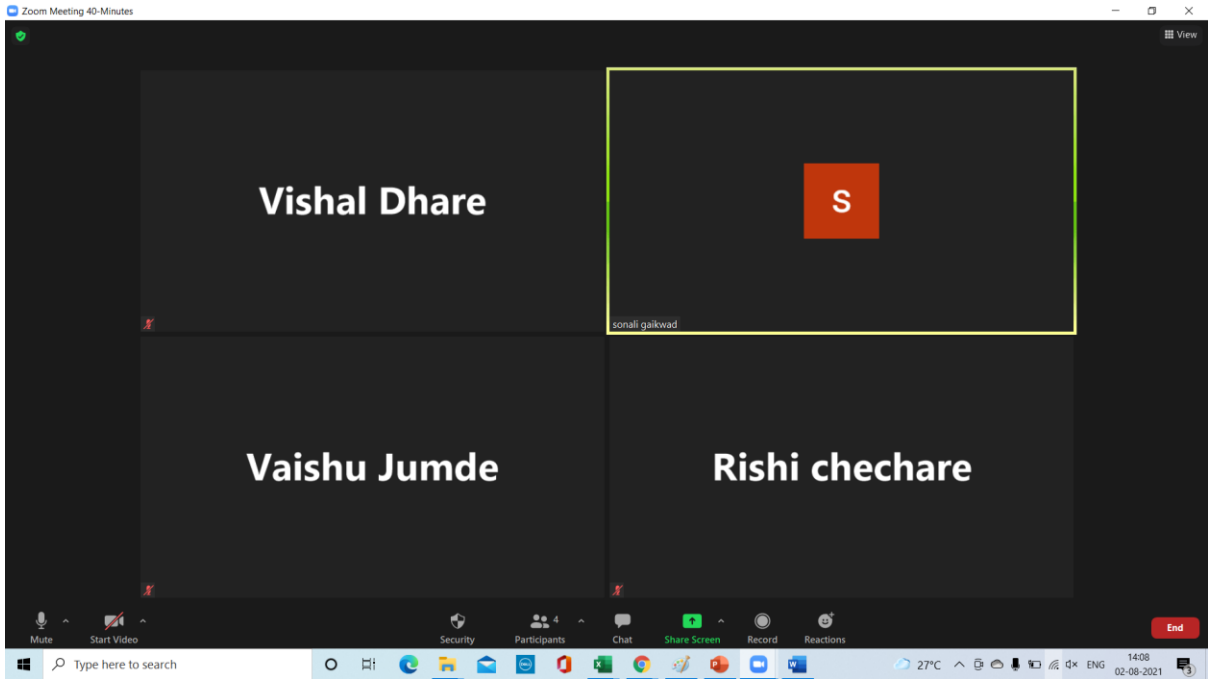 Zoom Meeting 40-Minutes
View
Vishal Dhare
S
sonali gaikwad
Vaishu Jumde
Rishi chechare
Mute
Start Video
Security
4
Participants
Chat
Share Screen
Record
Reactions
End
Type here to search
27°C
ENG
14:08
02-08-2021
3